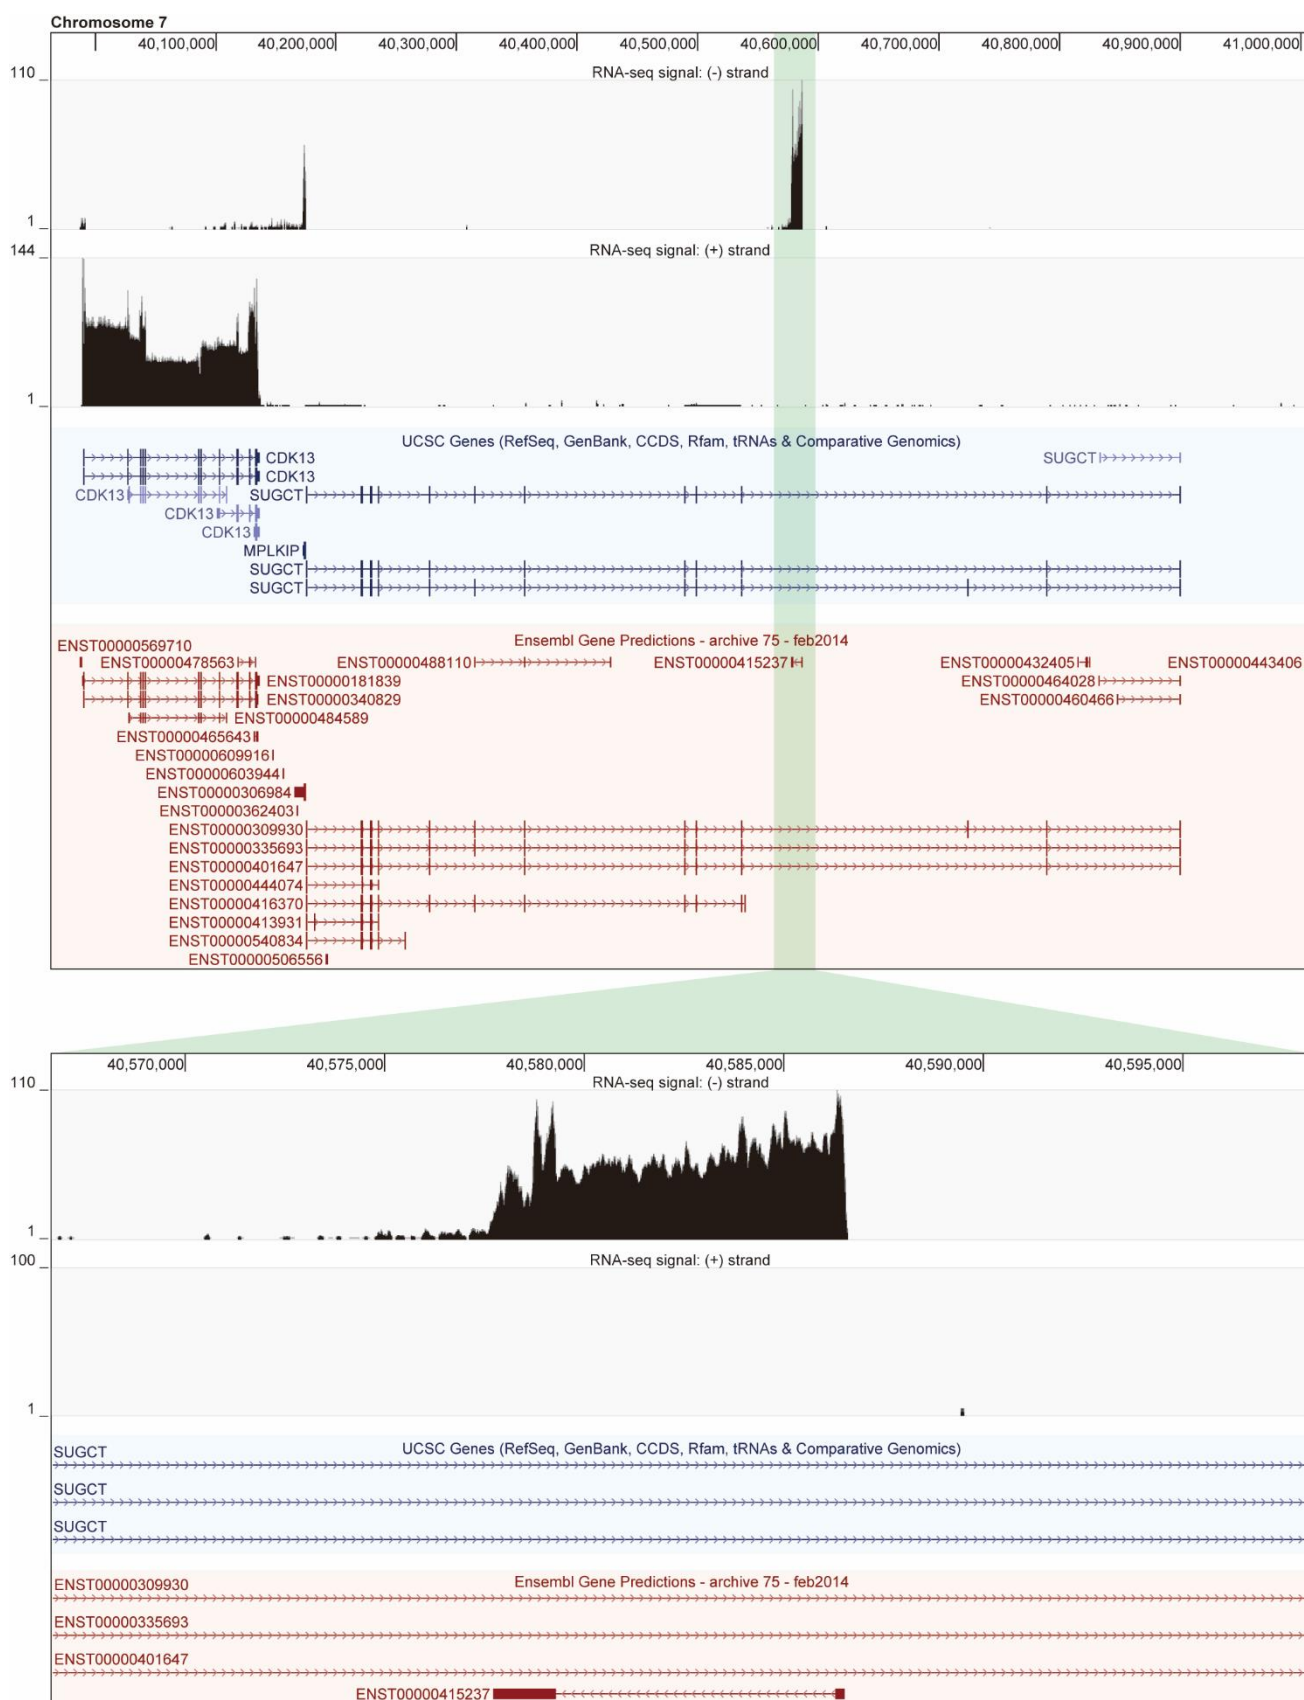 Chromosome 7
40,100,000 40,200,000 40,300,000 40,400,000 40,500,000 40,600,000 40,700,000 40,800,000 40,900,000 41,000,000
110
RNA-seq signal: (-) strand
1
144
RNA-seq signal: (+) strand
1
UCSC Genes (RefSeq, GenBank, CCDS, Rfam, tRNAs & Comparative Genomics)
CDK13 SUGCT
CDK13
CDK13 SUGCT
CDK13
CDK13
MPLKIP
SUGCT
SUGCT
Ensembl Gene Predictions - archive 75 - feb2014
ENST00000569710
ENST00000478563 ENST00000488110 ENST00000415237 ENST00000432405 ENST00000443406
ENST00000181839 ENST00000464028
ENST00000340829 ENST00000460466
ENST00000484589
ENST00000465643
ENST00000609916
ENST00000603944
ENST00000306984
ENST00000362403
ENST00000309930
ENST00000335693
ENST00000401647
ENST00000444074
ENST00000416370
ENST00000413931
ENST00000540834
ENST00000506556
40,570,000 40,575,000 40,580,000 40,585,000 40,590,000 40,595,000
110
RNA-seq signal: (-) strand
1
100
RNA-seq signal: (+) strand
1
SUGCT UCSC Genes (RefSeq, GenBank, CCDS, Rfam, tRNAs & Comparative Genomics)
SUGCT
SUGCT
ENST00000309930 Ensembl Gene Predictions - archive 75 - feb2014
ENST00000335693
ENST00000401647
ENST00000415237